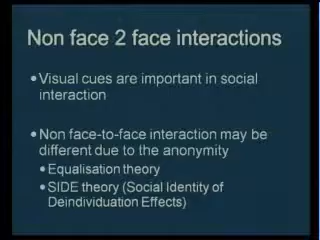 Non face 2 face interactions
• Visual cues are important in social
interaction
• Non face-to-face interaction may be
different due to the anonymity
• Equalisation theory
• SIDE theory (Social Identity of
Deindividuation Effects)